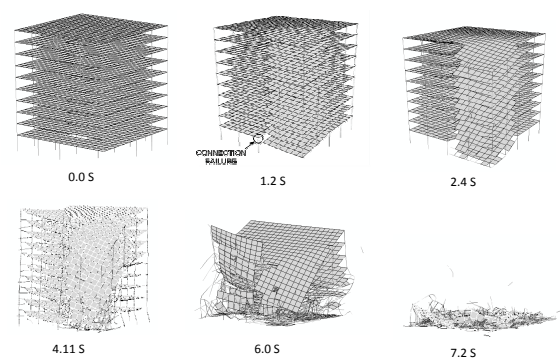 0.0 S
CONNECTION
FAILURE
1.2 S
2.4 S
4.11 S
6.0 S
7.2 S